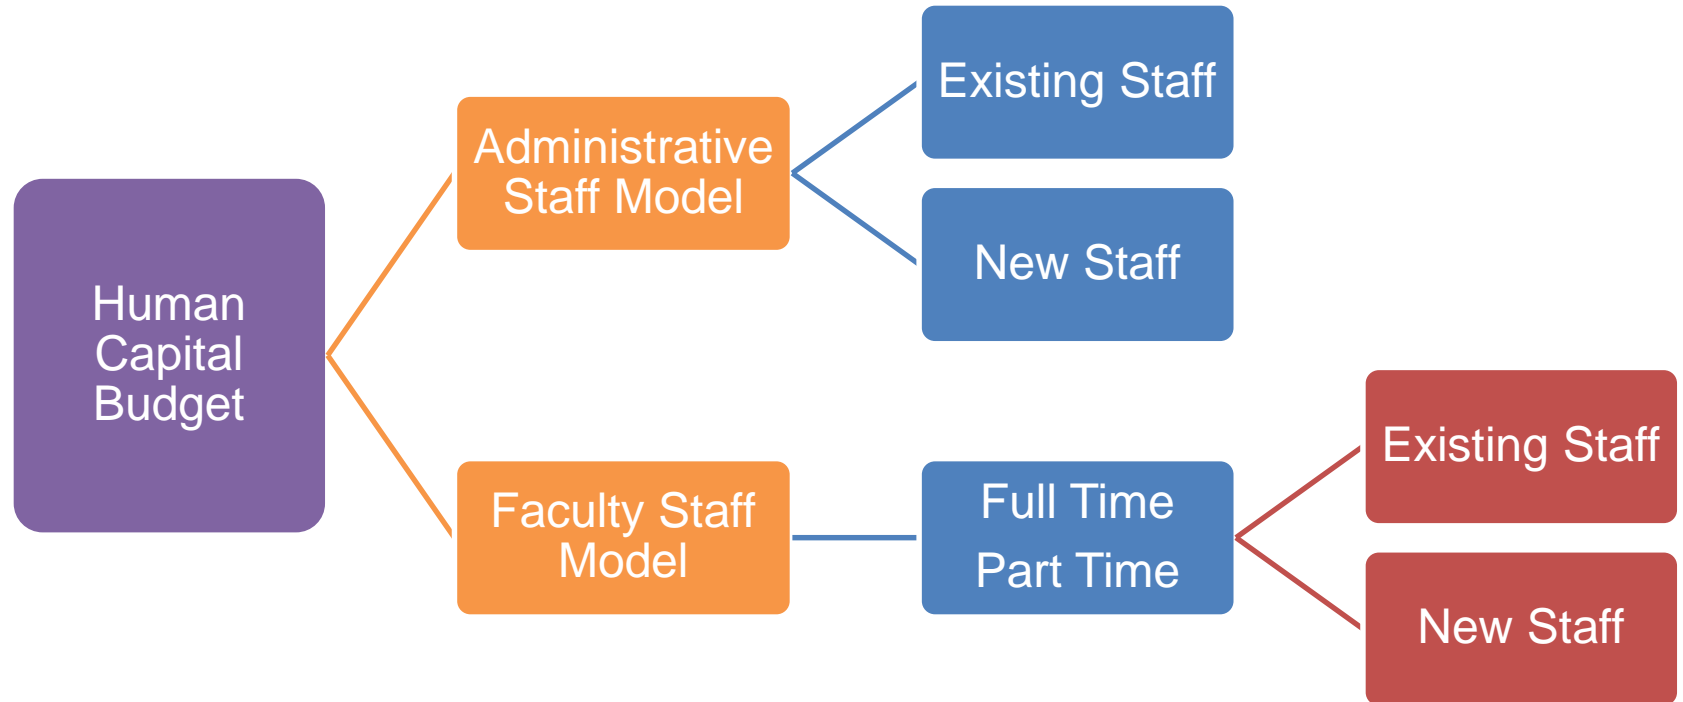 Human
Capital
Budget
Administrative
Staff Model
Existing Staff
New Staff
Faculty Staff
Model
Full Time
Part Time
Existing Staff
New Staff